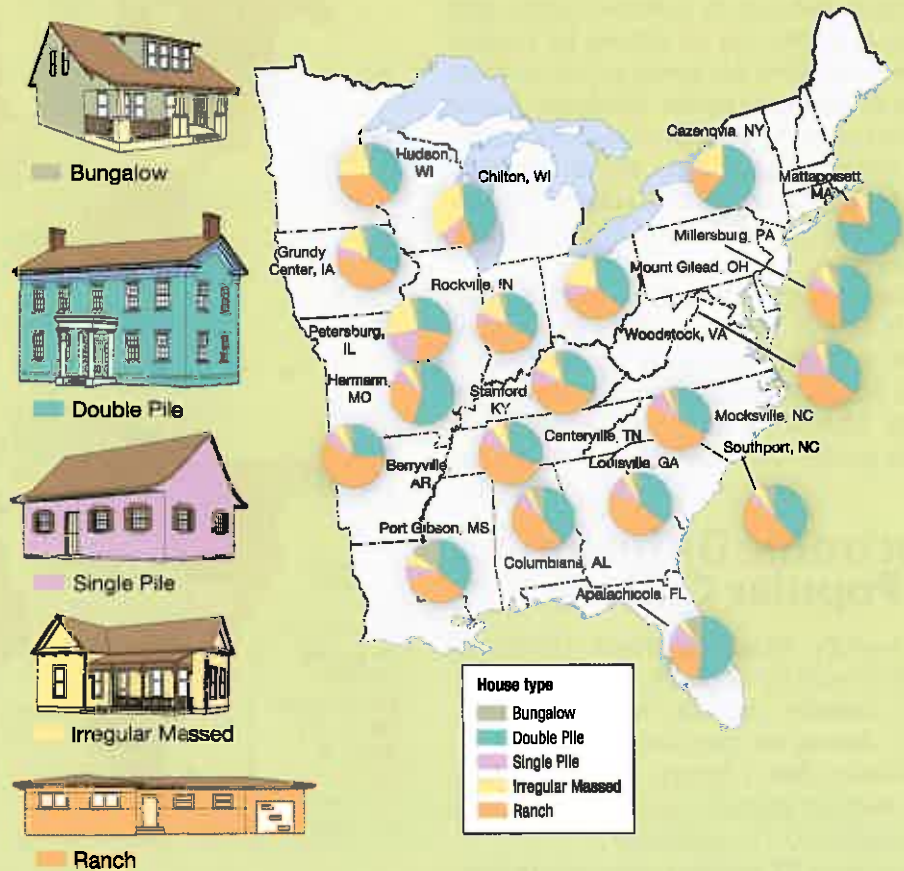 Bungalow
Double Pile
Single Pile
Irregular Massed
Ranch
Hudson,
WI
Chilton, WI
Cazenovia, NY
Mattapoisett
MA
Grundy
Center, IA
Rockville, IN
Millersburg, PA
Mount Gilead, OH
Petersburg,
IL
Woodstock, VA
Hermann,
MO
Stanford
KY
Mocksville, NC
Berryville
AR
Centerville, TN
Louisville, GA
Southport, NC
Port Gibson, MS
Columbiana, AL
Apalachicola, FL
House type
Bungalow
Double Pile
Single Pile
Irregular Massed
Ranch